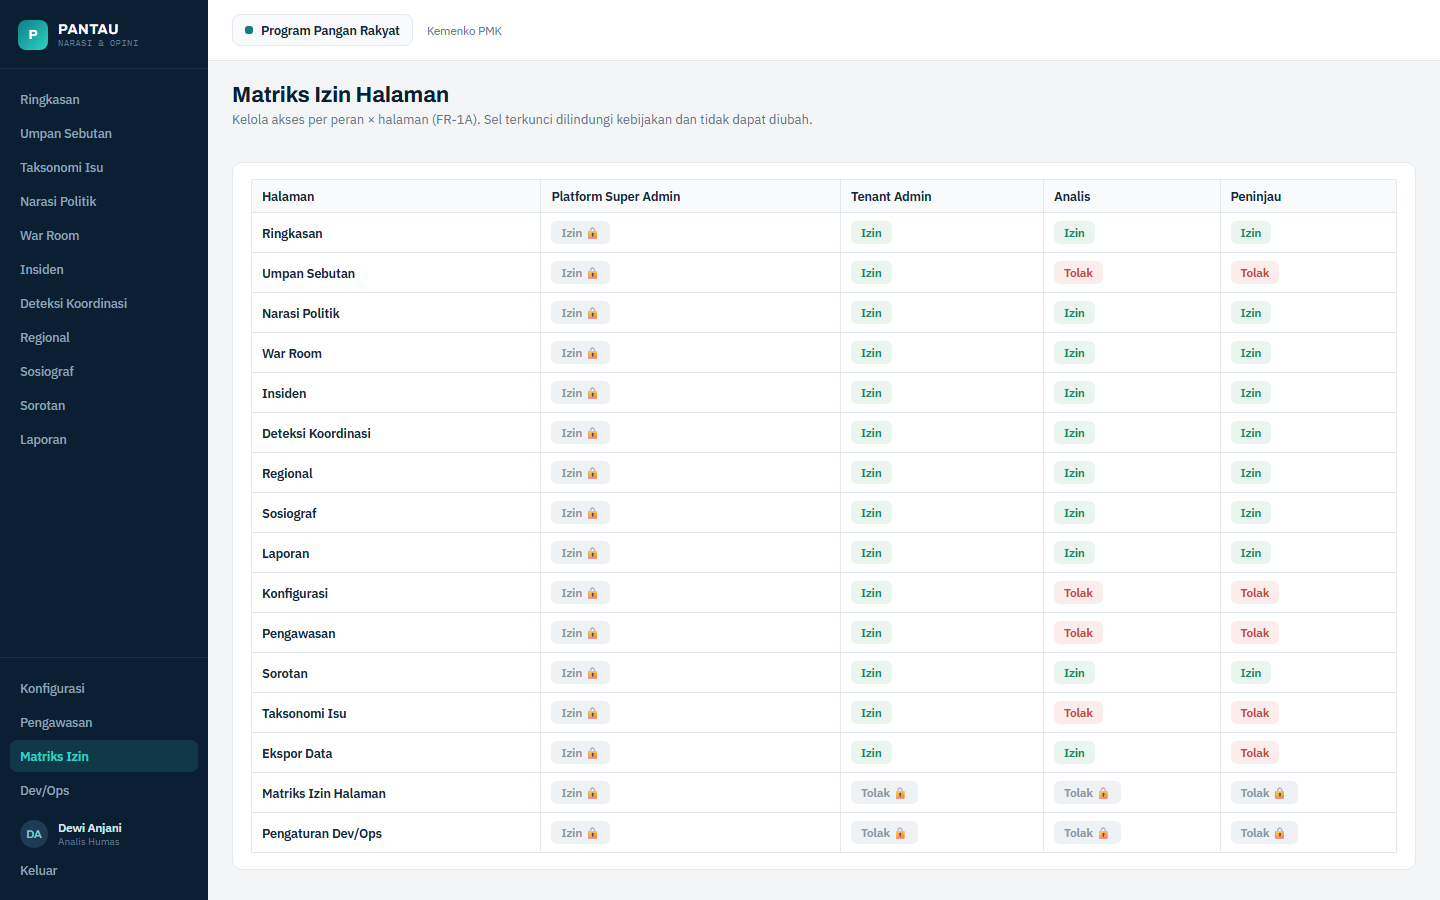 P
PANTAU
NARASI & OPINI
Ringkasan
Umpan Sebutan
Taksonomi Isu
Narasi Politik
War Room
Insiden
Deteksi Koordinasi
Regional
Sosiograf
Sorotan
Laporan
Konfigurasi
Pengawasan
Matriks Izin
Dev/Ops
DA
Dewi Anjani
Analis Humas
Keluar
Program Pangan Rakyat
Kemenko PMK
Matriks Izin Halaman
Kelola akses per peran × halaman (FR-1A). Sel terkunci dilindungi kebijakan dan tidak dapat diubah.
Halaman Platform Super Admin Tenant Admin Analis Peninjau
Ringkasan Izin 🔒 Izin Izin Izin
Umpan Sebutan Izin 🔒 Izin Tolak Tolak
Narasi Politik Izin 🔒 Izin Izin Izin
War Room Izin 🔒 Izin Izin Izin
Insiden Izin 🔒 Izin Izin Izin
Deteksi Koordinasi Izin 🔒 Izin Izin Izin
Regional Izin 🔒 Izin Izin Izin
Sosiograf Izin 🔒 Izin Izin Izin
Laporan Izin 🔒 Izin Izin Izin
Konfigurasi Izin 🔒 Izin Tolak Tolak
Pengawasan Izin 🔒 Izin Tolak Tolak
Sorotan Izin 🔒 Izin Izin Izin
Taksonomi Isu Izin 🔒 Izin Tolak Tolak
Ekspor Data Izin 🔒 Izin Izin Tolak
Matriks Izin Halaman Izin 🔒 Tolak 🔒 Tolak 🔒 Tolak 🔒
Pengaturan Dev/Ops Izin 🔒 Tolak 🔒 Tolak 🔒 Tolak 🔒